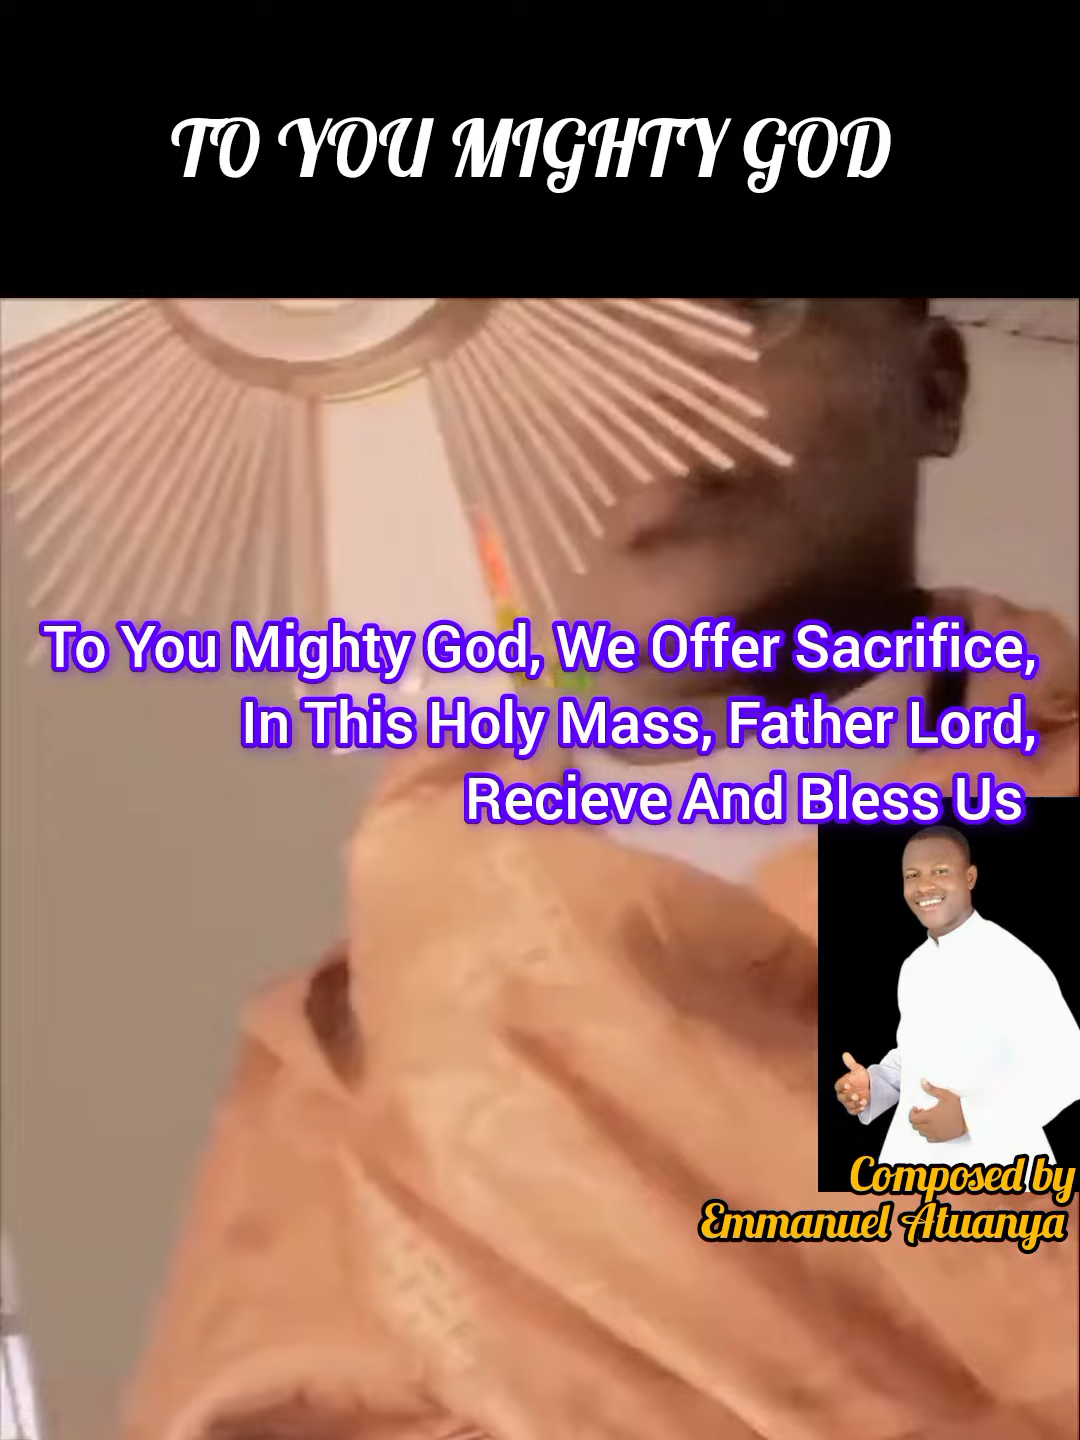 TO YOU MIGHTY GOD
To You Mighty God, We Offer Sacrifice,
In This Holy Mass, Father Lord,
Recieve And Bless Us
Composed by
Emmanuel Atuanya